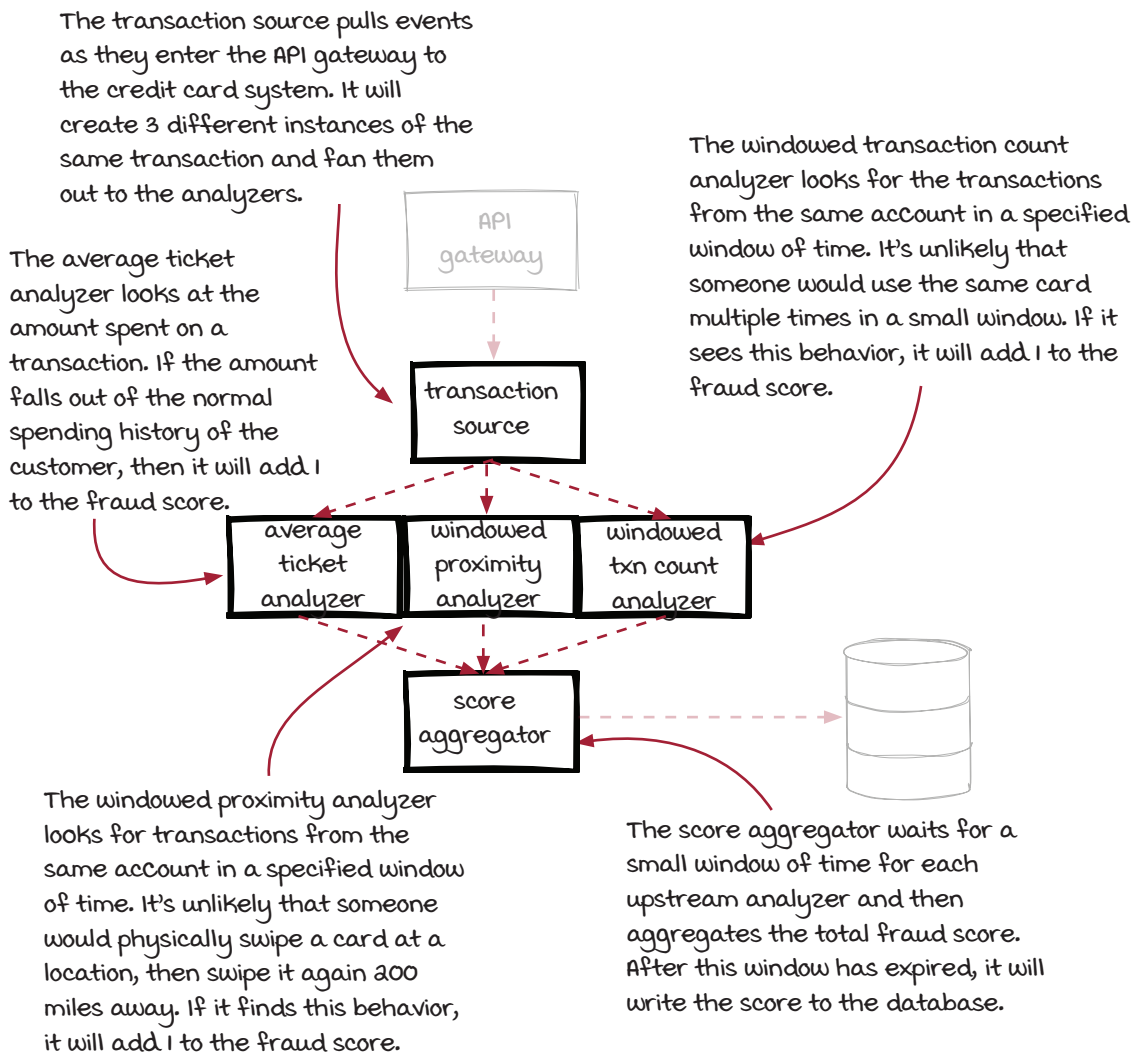 The transaction source pulls events
as they enter the API gateway to
the credit card system. It will
create 3 different instances of the
same transaction and fan them
out to the analyzers.
The windowed transaction count
analyzer looks for the transactions
from the same account in a specified
window of time. It's unlikely that
someone would use the same card
multiple times in a small window. If it
sees this behavior, it will add 1 to the
fraud score.
The average ticket
analyzer looks at the
amount spent on a
transaction. If the amount
falls out of the normal
spending history of the
customer, then it will add 1
to the fraud score.
API
gateway
transaction
source
average
ticket
analyzer
windowed
proximity
analyzer
windowed
txn count
analyzer
score
aggregator
The windowed proximity analyzer
looks for transactions from the
same account in a specified window
of time. It's unlikely that someone
would physically swipe a card at a
location, then swipe it again 200
miles away. If it finds this behavior,
it will add 1 to the fraud score.
The score aggregator waits for a
small window of time for each
upstream analyzer and then
aggregates the total fraud score.
After this window has expired, it will
write the score to the database.